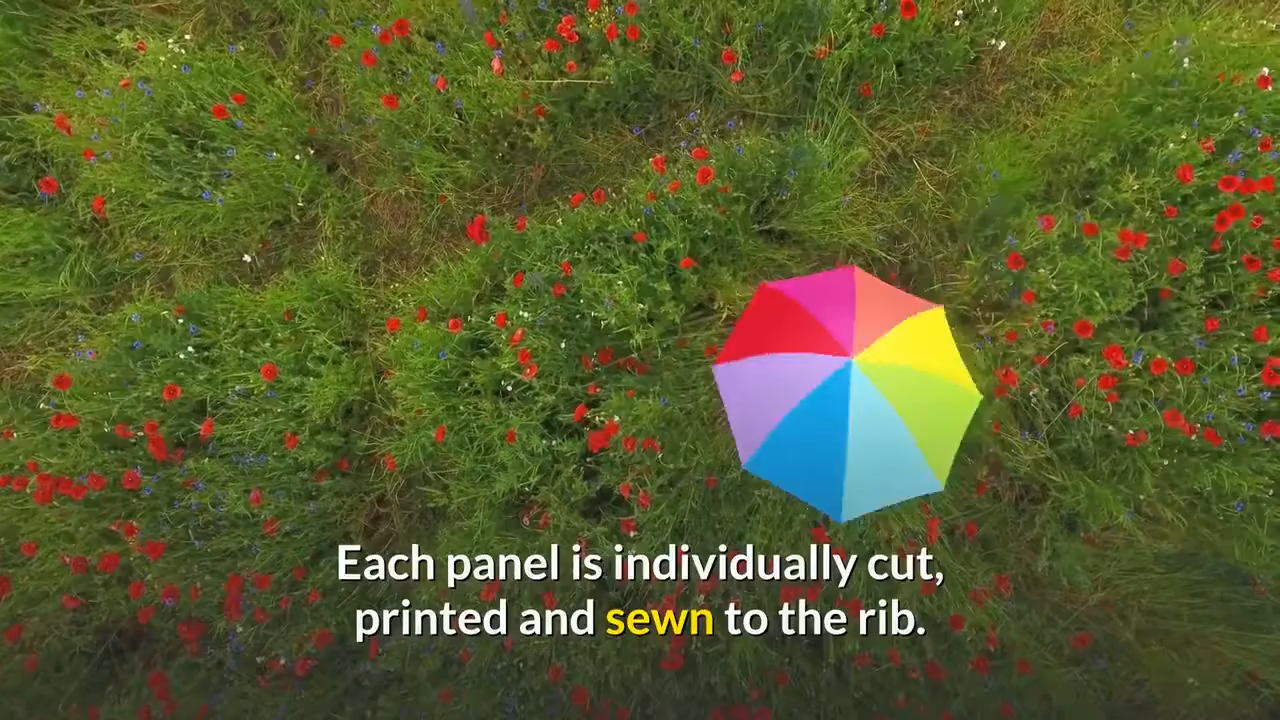 Each panel is individually cut,
printed and sewn to the rib.